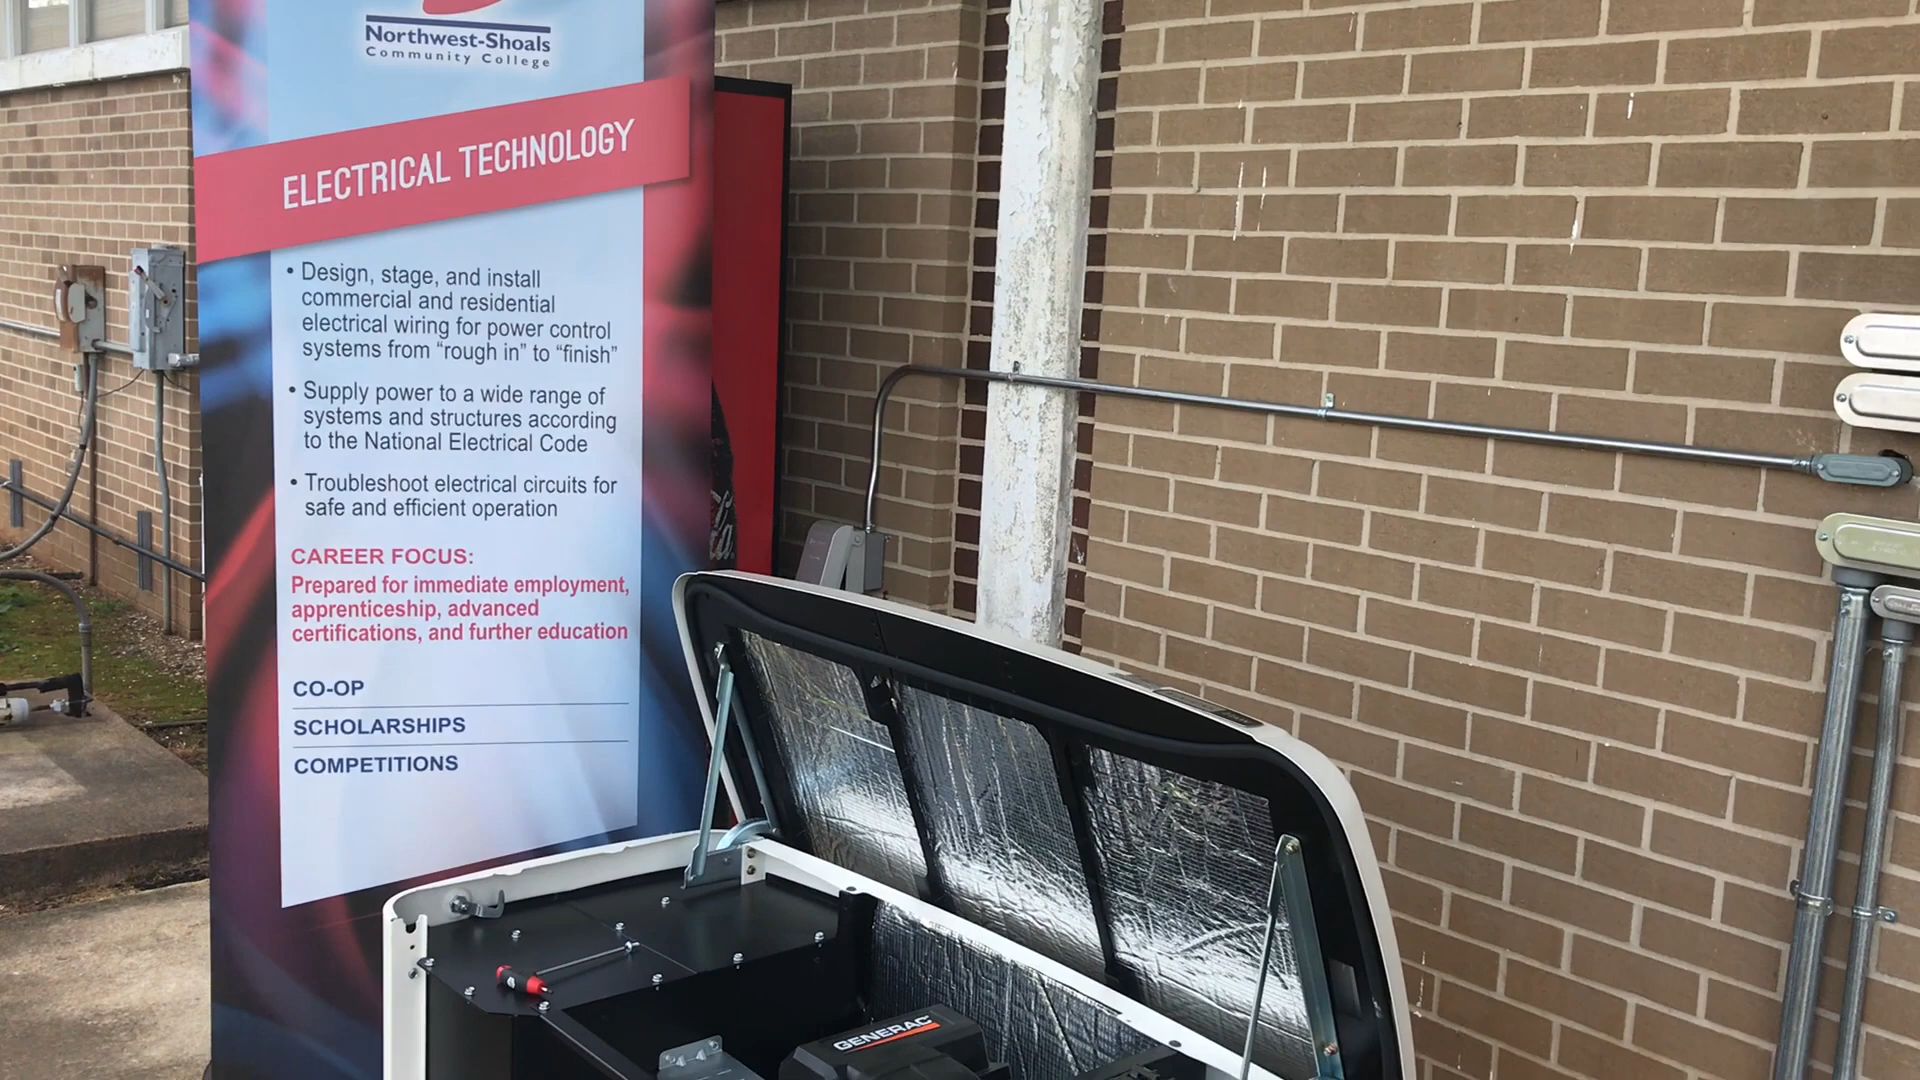 Northwest-Shoals
Community College
ELECTRICAL TECHNOLOGY
• Design, stage, and install
commercial and residential
electrical wiring for power control
systems from “rough in” to “finish”
• Supply power to a wide range of
systems and structures according
to the National Electrical Code
• Troubleshoot electrical circuits for
safe and efficient operation
CAREER FOCUS:
Prepared for immediate employment,
apprenticeship, advanced
certifications, and further education
CO-OP
SCHOLARSHIPS
COMPETITIONS
GENERAC